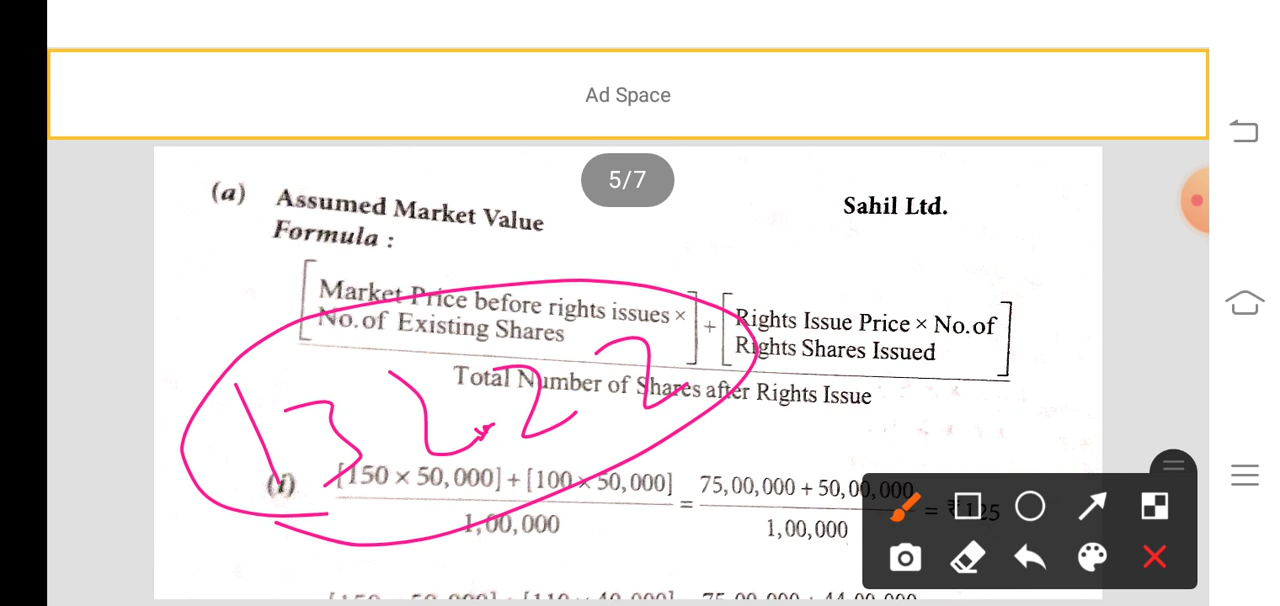 Ad Space
5/7
(a) Assumed Market Value
Sahil Ltd.
Formula :
[Market Price before rights issues × No. of Existing Shares] + [Rights Issue Price × No. of Rights Shares Issued]
Total Number of Shares after Rights Issue
(i) [150 × 50,000] + [100 × 50,000] = 75,00,000 + 50,00,000 = ₹125
1,00,000 1,00,000